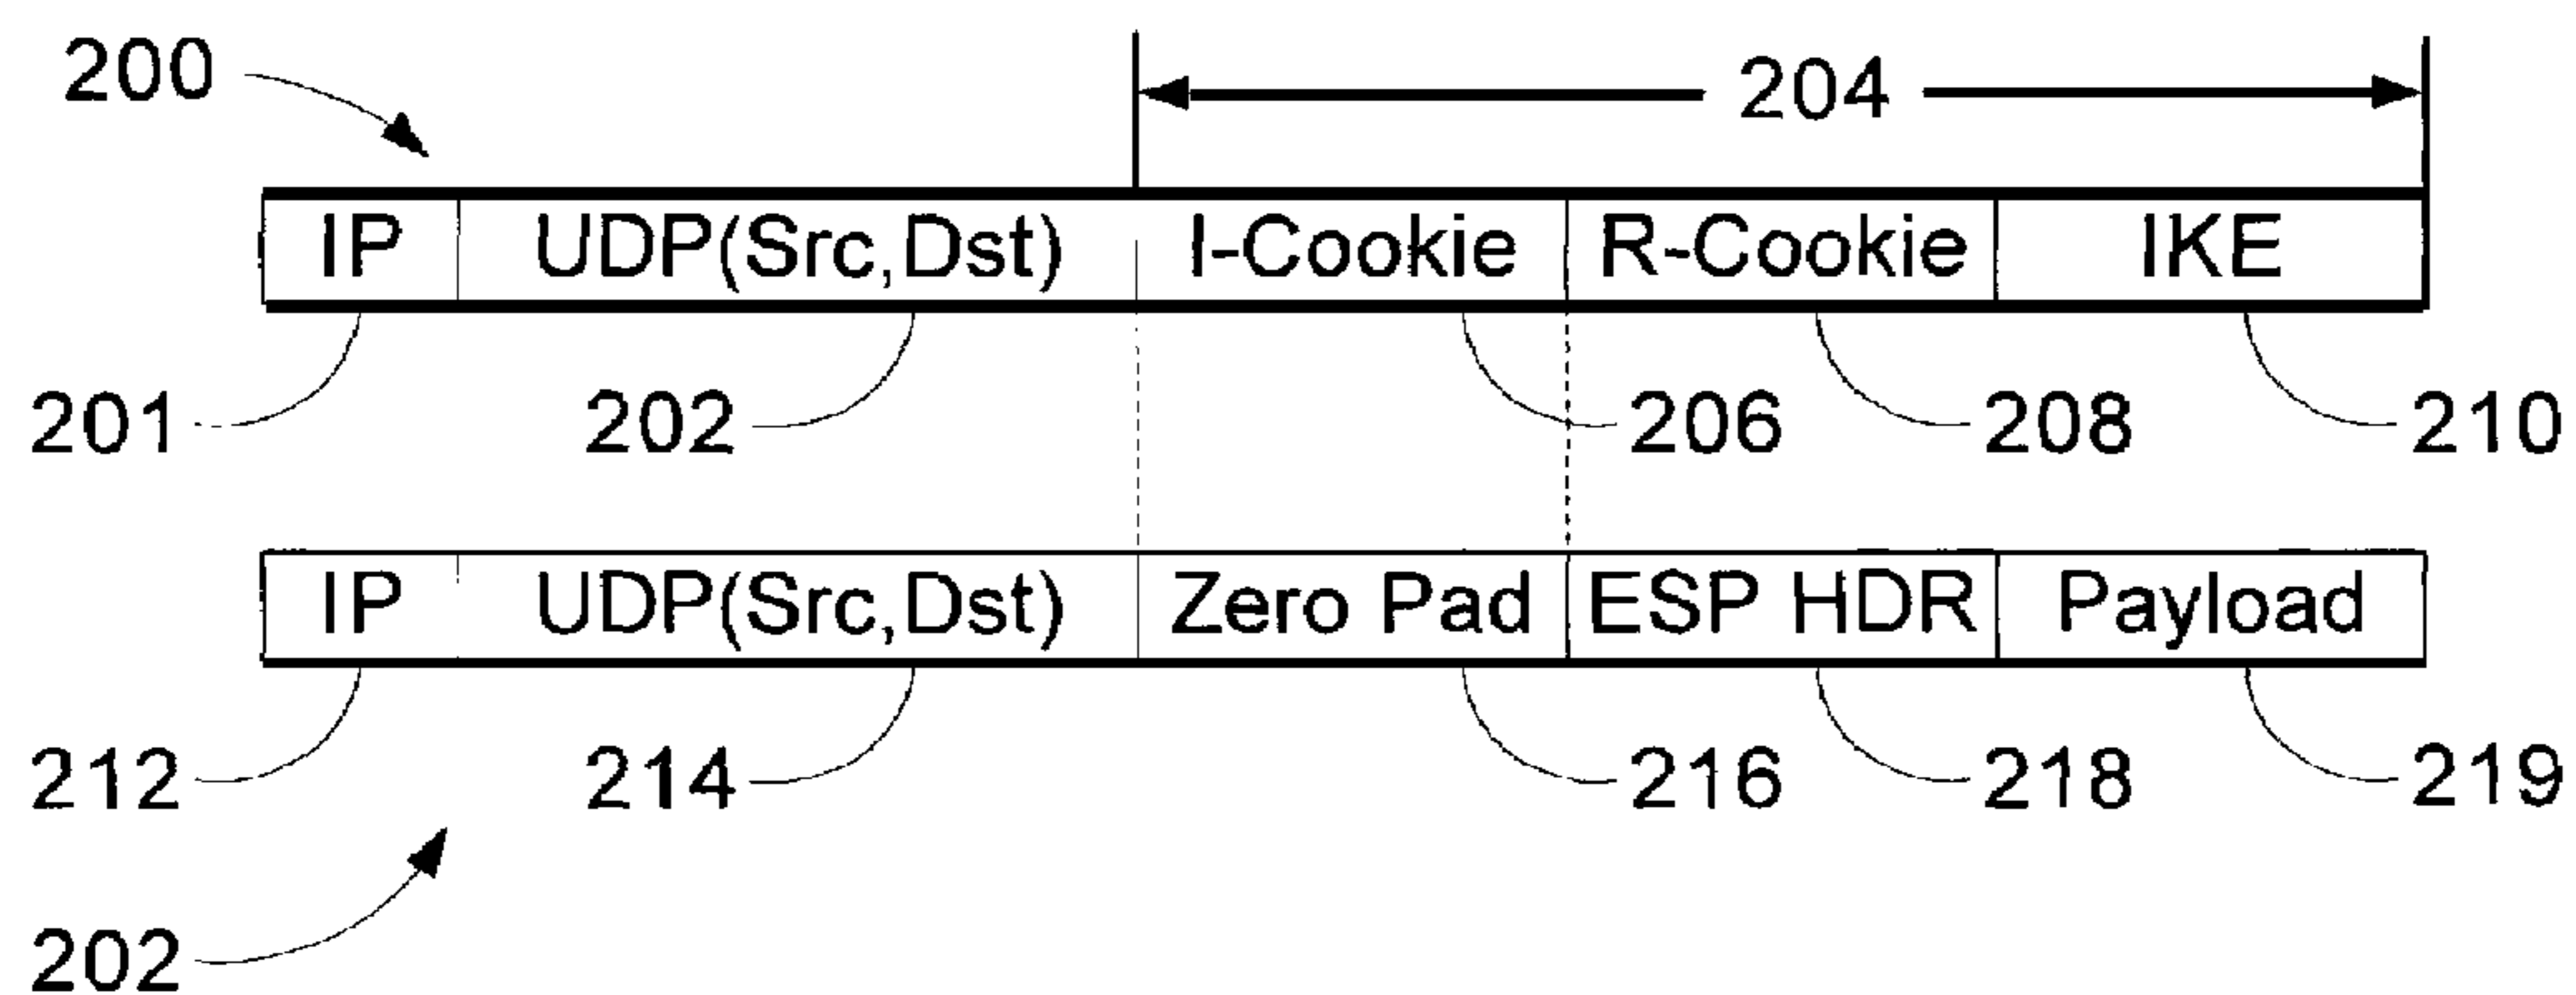 200
204
IP UDP(Src,Dst) I-Cookie R-Cookie IKE
201 202 206 208 210
IP UDP(Src,Dst) Zero Pad ESP HDR Payload
212 214 216 218 219
202